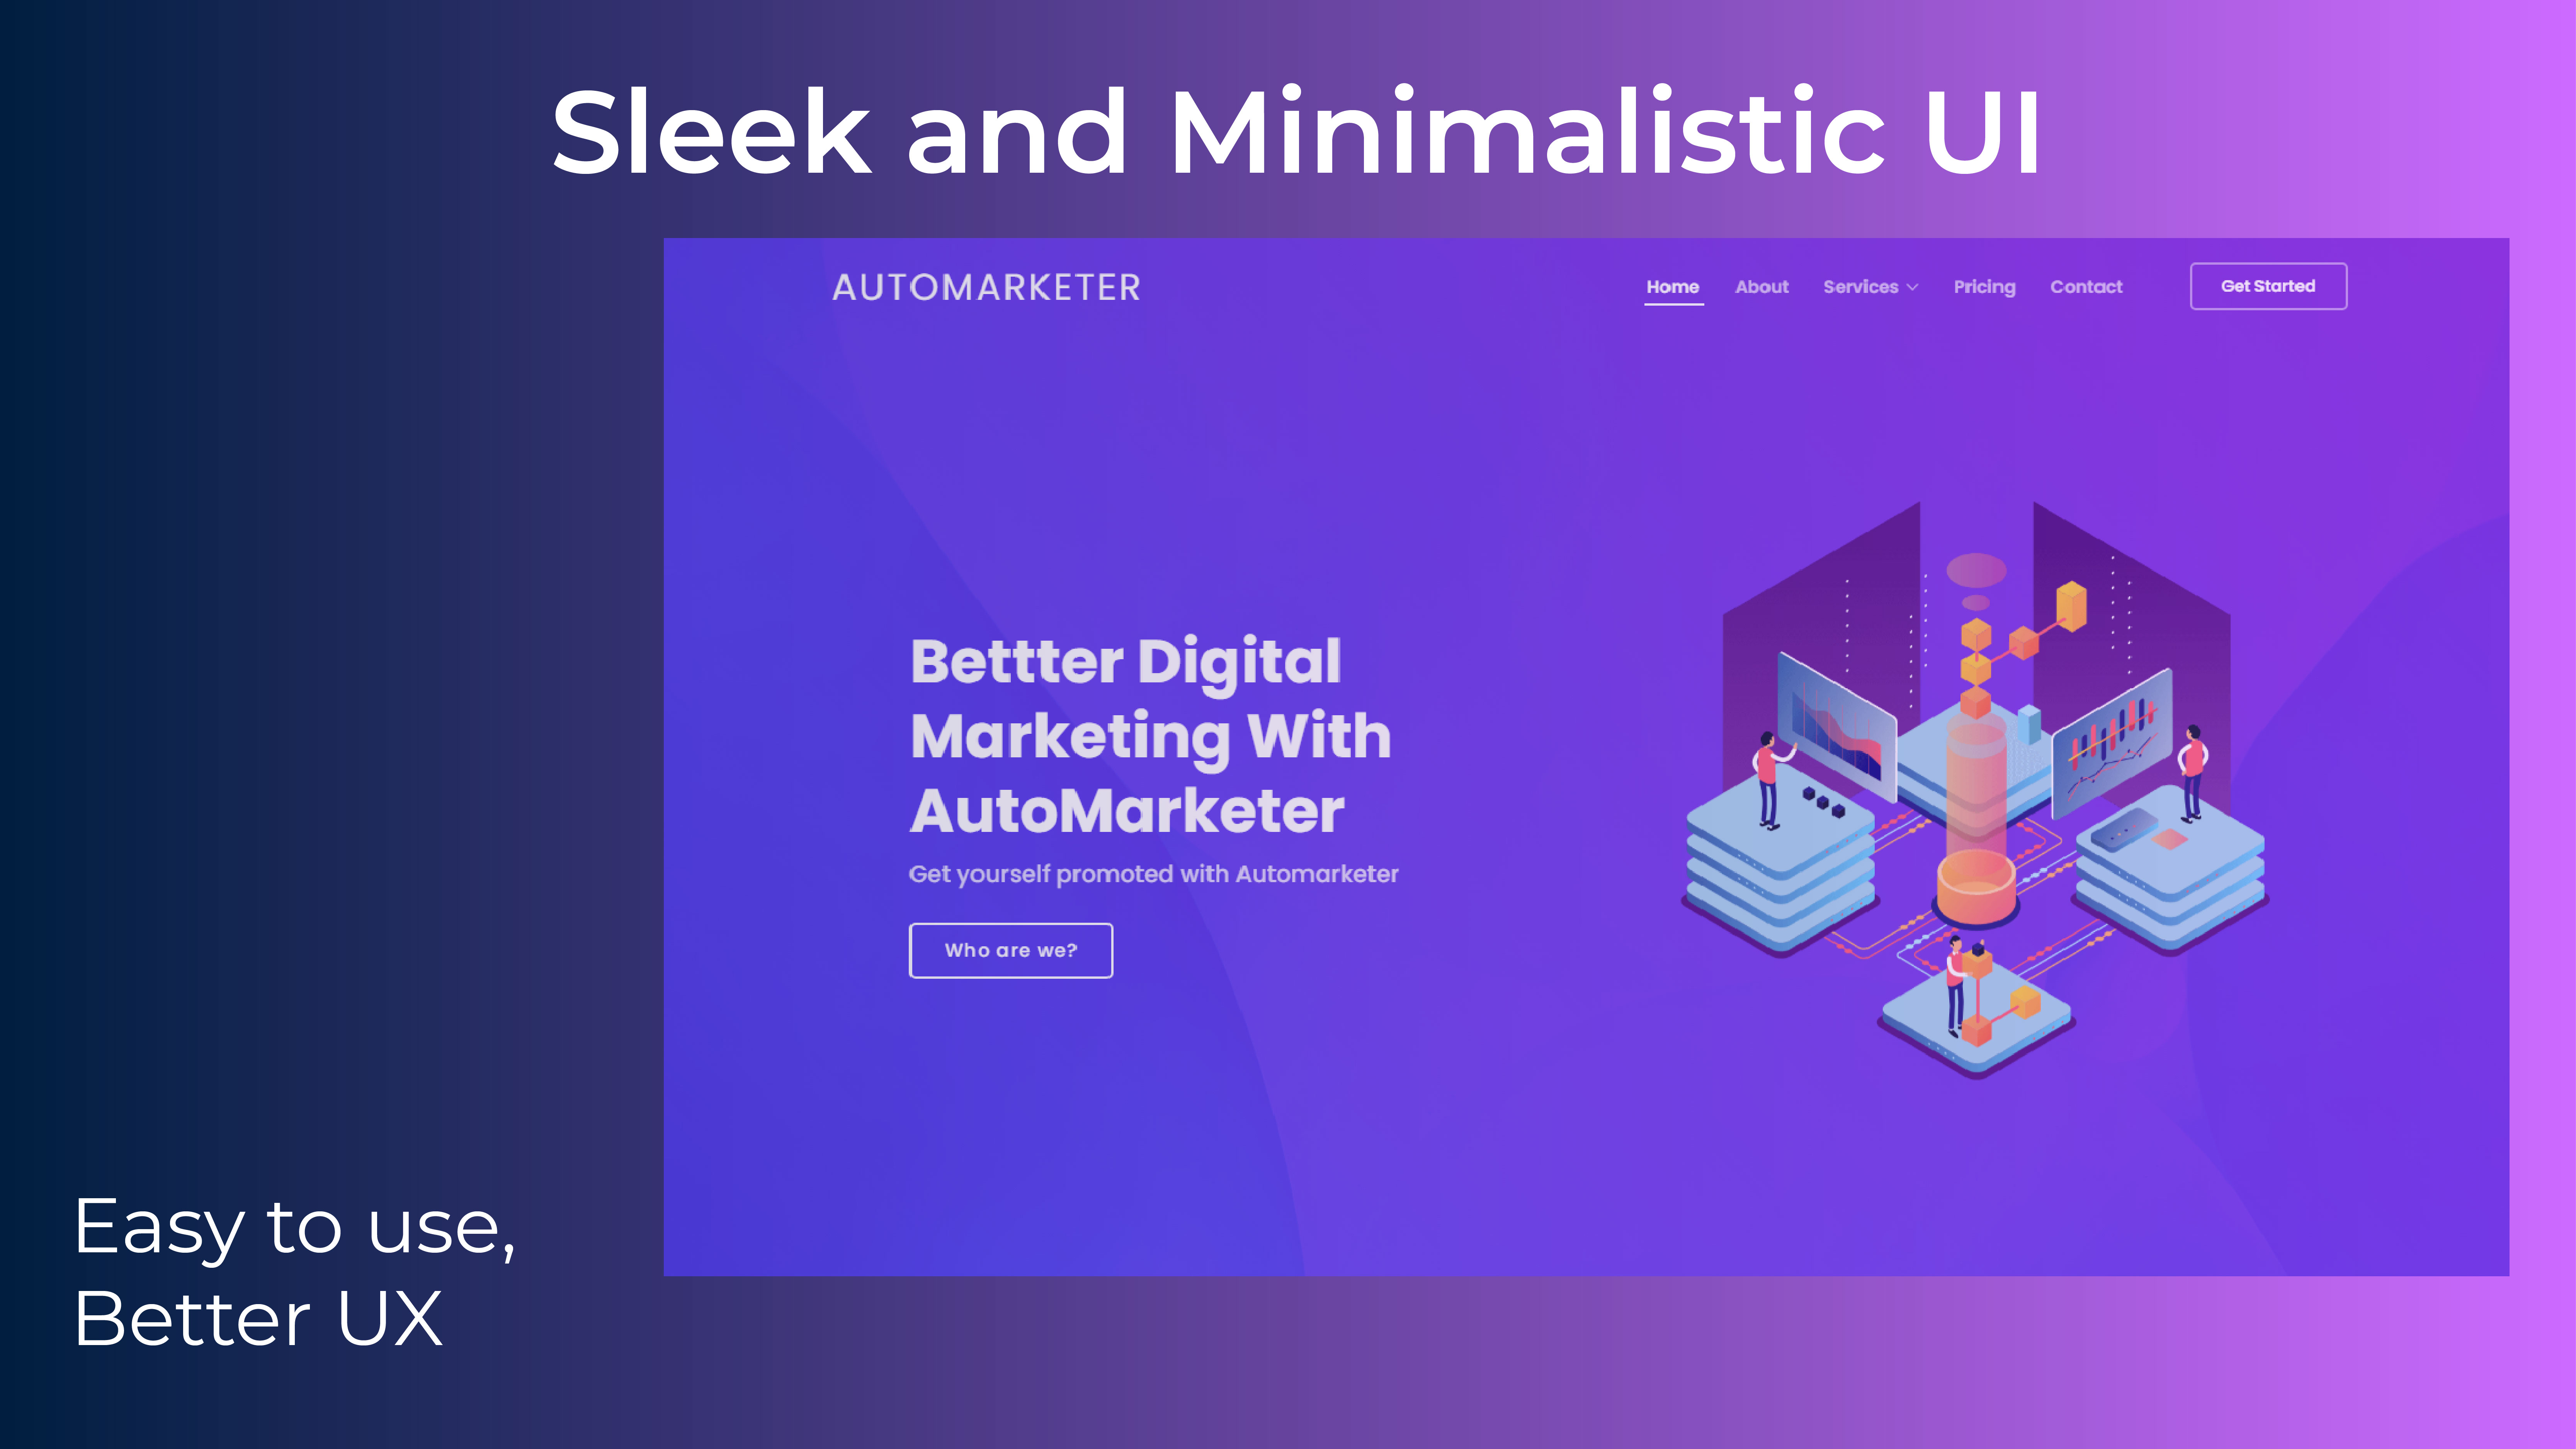 Sleek and Minimalistic UI
AUTOMARKETER
Home About Services Pricing Contact Get Started
Bettter Digital
Marketing With
AutoMarketer
Get yourself promoted with Automarketer
Who are we?
Easy to use,
Better UX